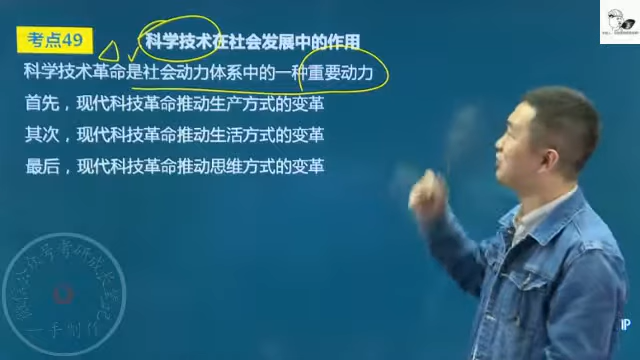 考点49
科学技术在社会发展中的作用
科学技术革命是社会动力体系中的一种重要动力
首先，现代科技革命推动生产方式的变革
其次，现代科技革命推动生活方式的变革
最后，现代科技革命推动思维方式的变革
一手制作
IP